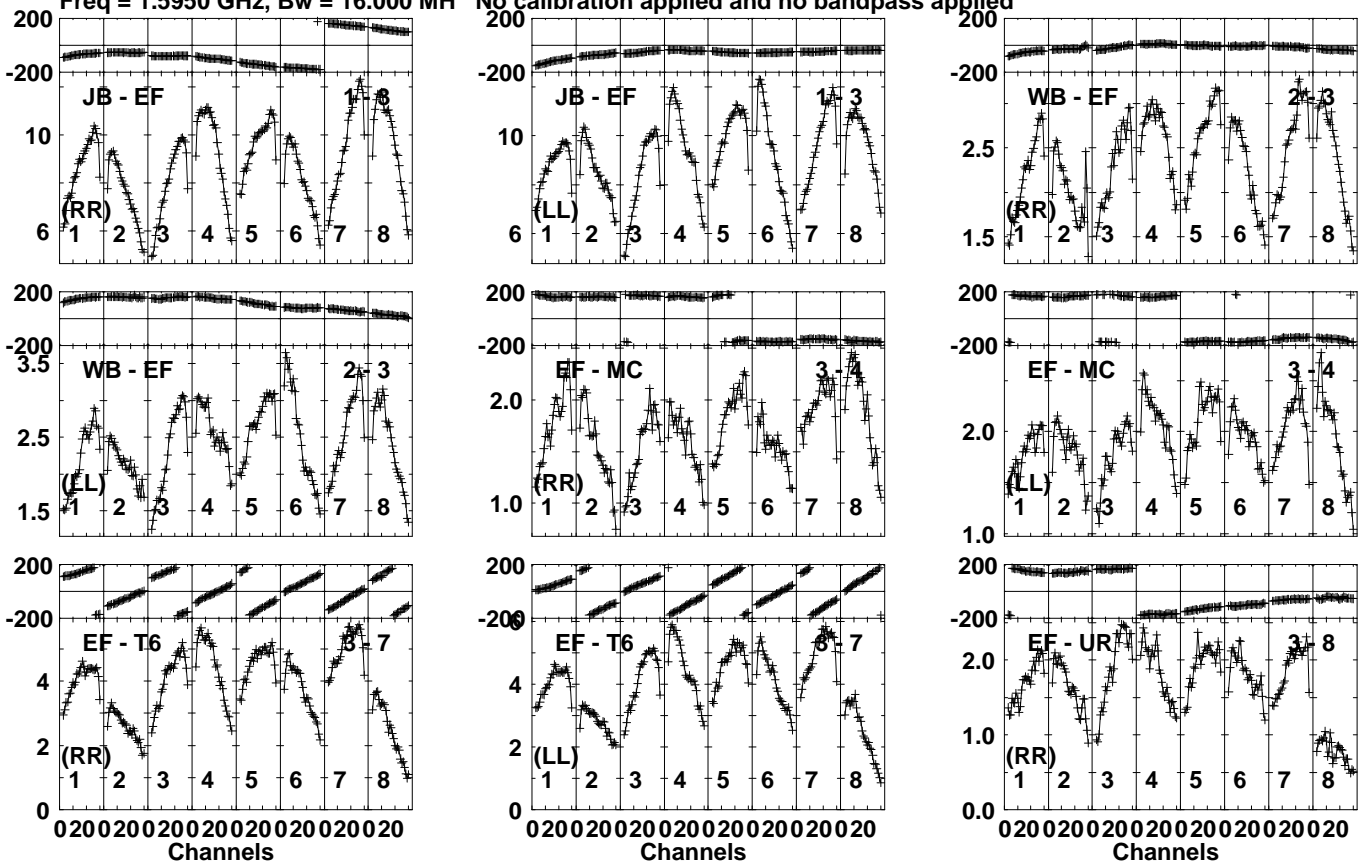 Freq = 1.5950 GHz, Bw = 16.000 MH No calibration applied and no bandpass applied
200
-200
JB - EF 1 - 3
10
(RR)
6
1 2 3 4 5 6 7 8
JB - EF 1 - 3
10
(LL)
6
1 2 3 4 5 6 7 8
200
-200
WB - EF 2 - 3
2.5
(RR)
1.5
1 2 3 4 5 6 7 8
200
-200
3.5
WB - EF 2 - 3
2.5
(LL)
1.5
1 2 3 4 5 6 7 8
200
-200
EF - MC 3 - 4
2.0
(RR)
1.0
1 2 3 4 5 6 7 8
200
-200
EF - MC 3 - 4
2.0
(LL)
1.0
1 2 3 4 5 6 7 8
200
-200
EF - T6 3 - 7
4
2
(RR)
0
1 2 3 4 5 6 7 8
0 20 0 20 0 20 0 20 0 20 0 20 0 20 0 20
Channels
200
-200
6
EF - T6 3 - 7
4
2
(LL)
0
1 2 3 4 5 6 7 8
0 20 0 20 0 20 0 20 0 20 0 20 0 20 0 20
Channels
200
-200
EF - UR 3 - 8
2.0
1.0
(RR)
0.0
1 2 3 4 5 6 7 8
0 20 0 20 0 20 0 20 0 20 0 20 0 20 0 20
Channels